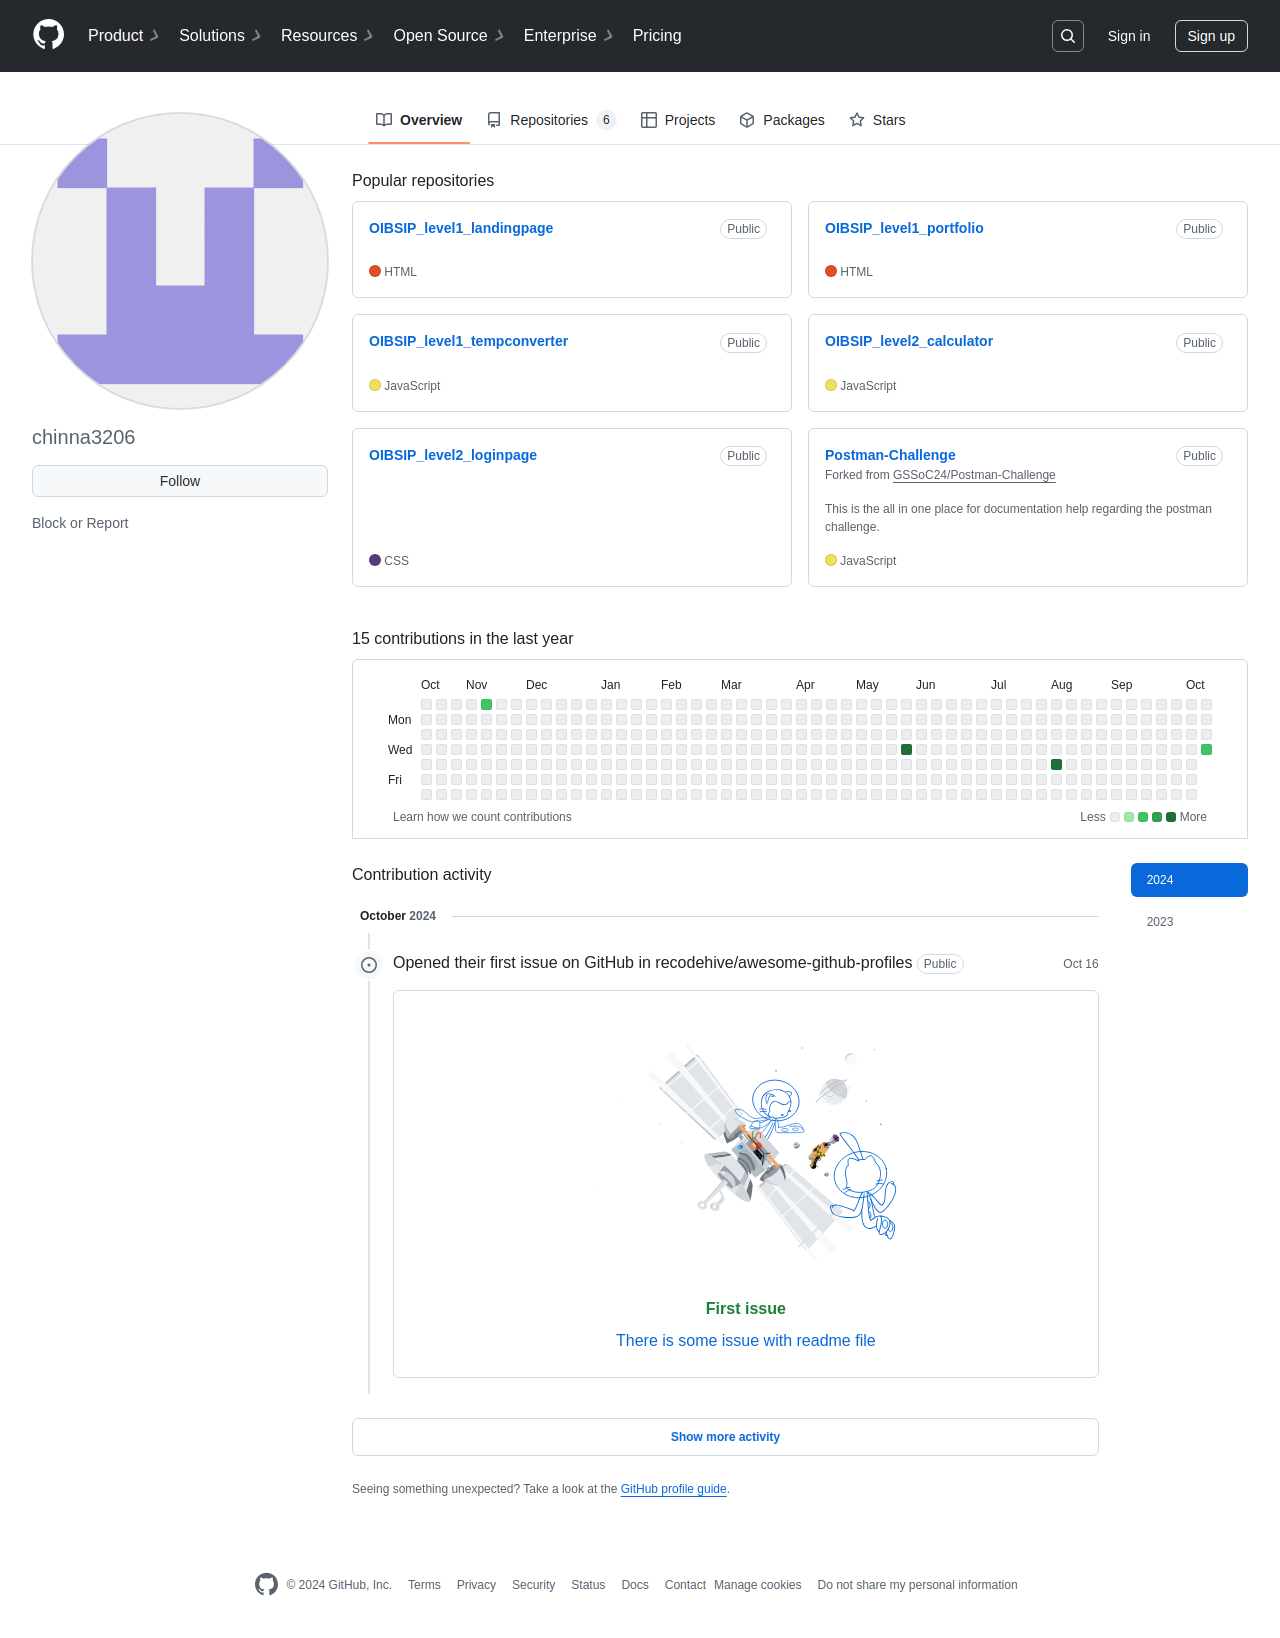 Product Solutions Resources Open Source Enterprise Pricing Sign in Sign up
Overview Repositories 6 Projects Packages Stars
chinna3206
Follow
Block or Report
Popular repositories
OIBSIP_level1_landingpage Public
HTML
OIBSIP_level1_portfolio Public
HTML
OIBSIP_level1_tempconverter Public
JavaScript
OIBSIP_level2_calculator Public
JavaScript
OIBSIP_level2_loginpage Public
CSS
Postman-Challenge Public
Forked from GSSoC24/Postman-Challenge
This is the all in one place for documentation help regarding the postman
challenge.
JavaScript
15 contributions in the last year
Oct Nov Dec Jan Feb Mar Apr May Jun Jul Aug Sep Oct
Mon
Wed
Fri
Learn how we count contributions Less More
Contribution activity
2024
2023
October 2024
Opened their first issue on GitHub in recodehive/awesome-github-profiles Public Oct 16
First issue
There is some issue with readme file
Show more activity
Seeing something unexpected? Take a look at the GitHub profile guide.
© 2024 GitHub, Inc. Terms Privacy Security Status Docs Contact Manage cookies Do not share my personal information